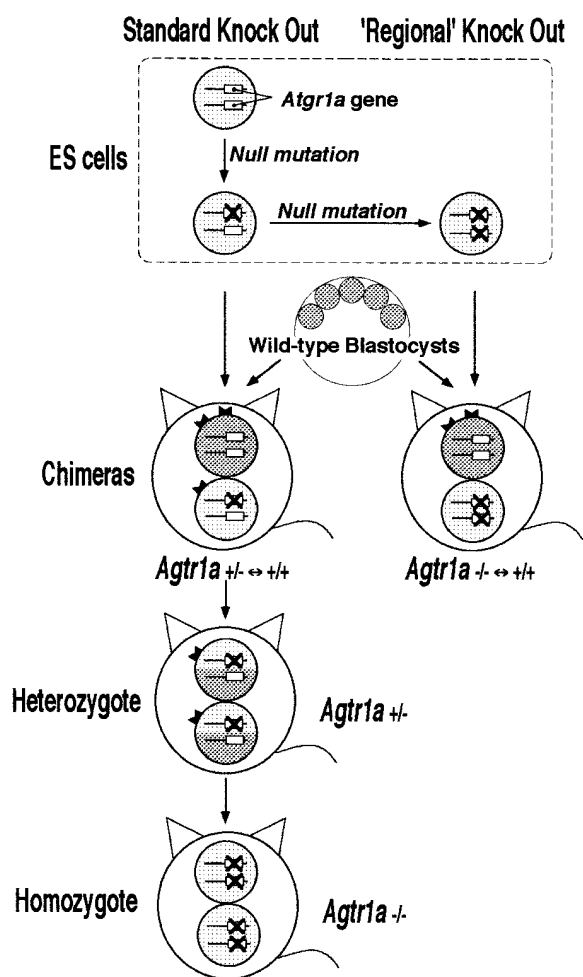 Standard Knock Out 'Regional' Knock Out
Atgr1a gene
ES cells
Null mutation
Null mutation
Wild-type Blastocysts
Chimeras
Agtr1a +/- ↔ +/+
Agtr1a -/- ↔ +/+
Heterozygote
Agtr1a +/-
Homozygote
Agtr1a -/-